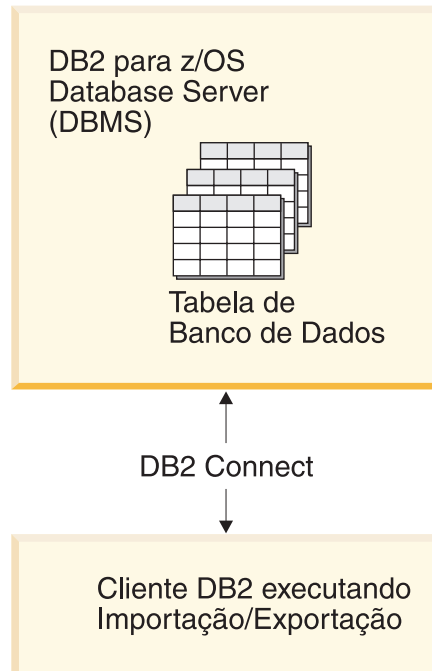 DB2 para z/OS
Database Server
(DBMS)
Tabela de
Banco de Dados
DB2 Connect
Cliente DB2 executando
Importação/Exportação